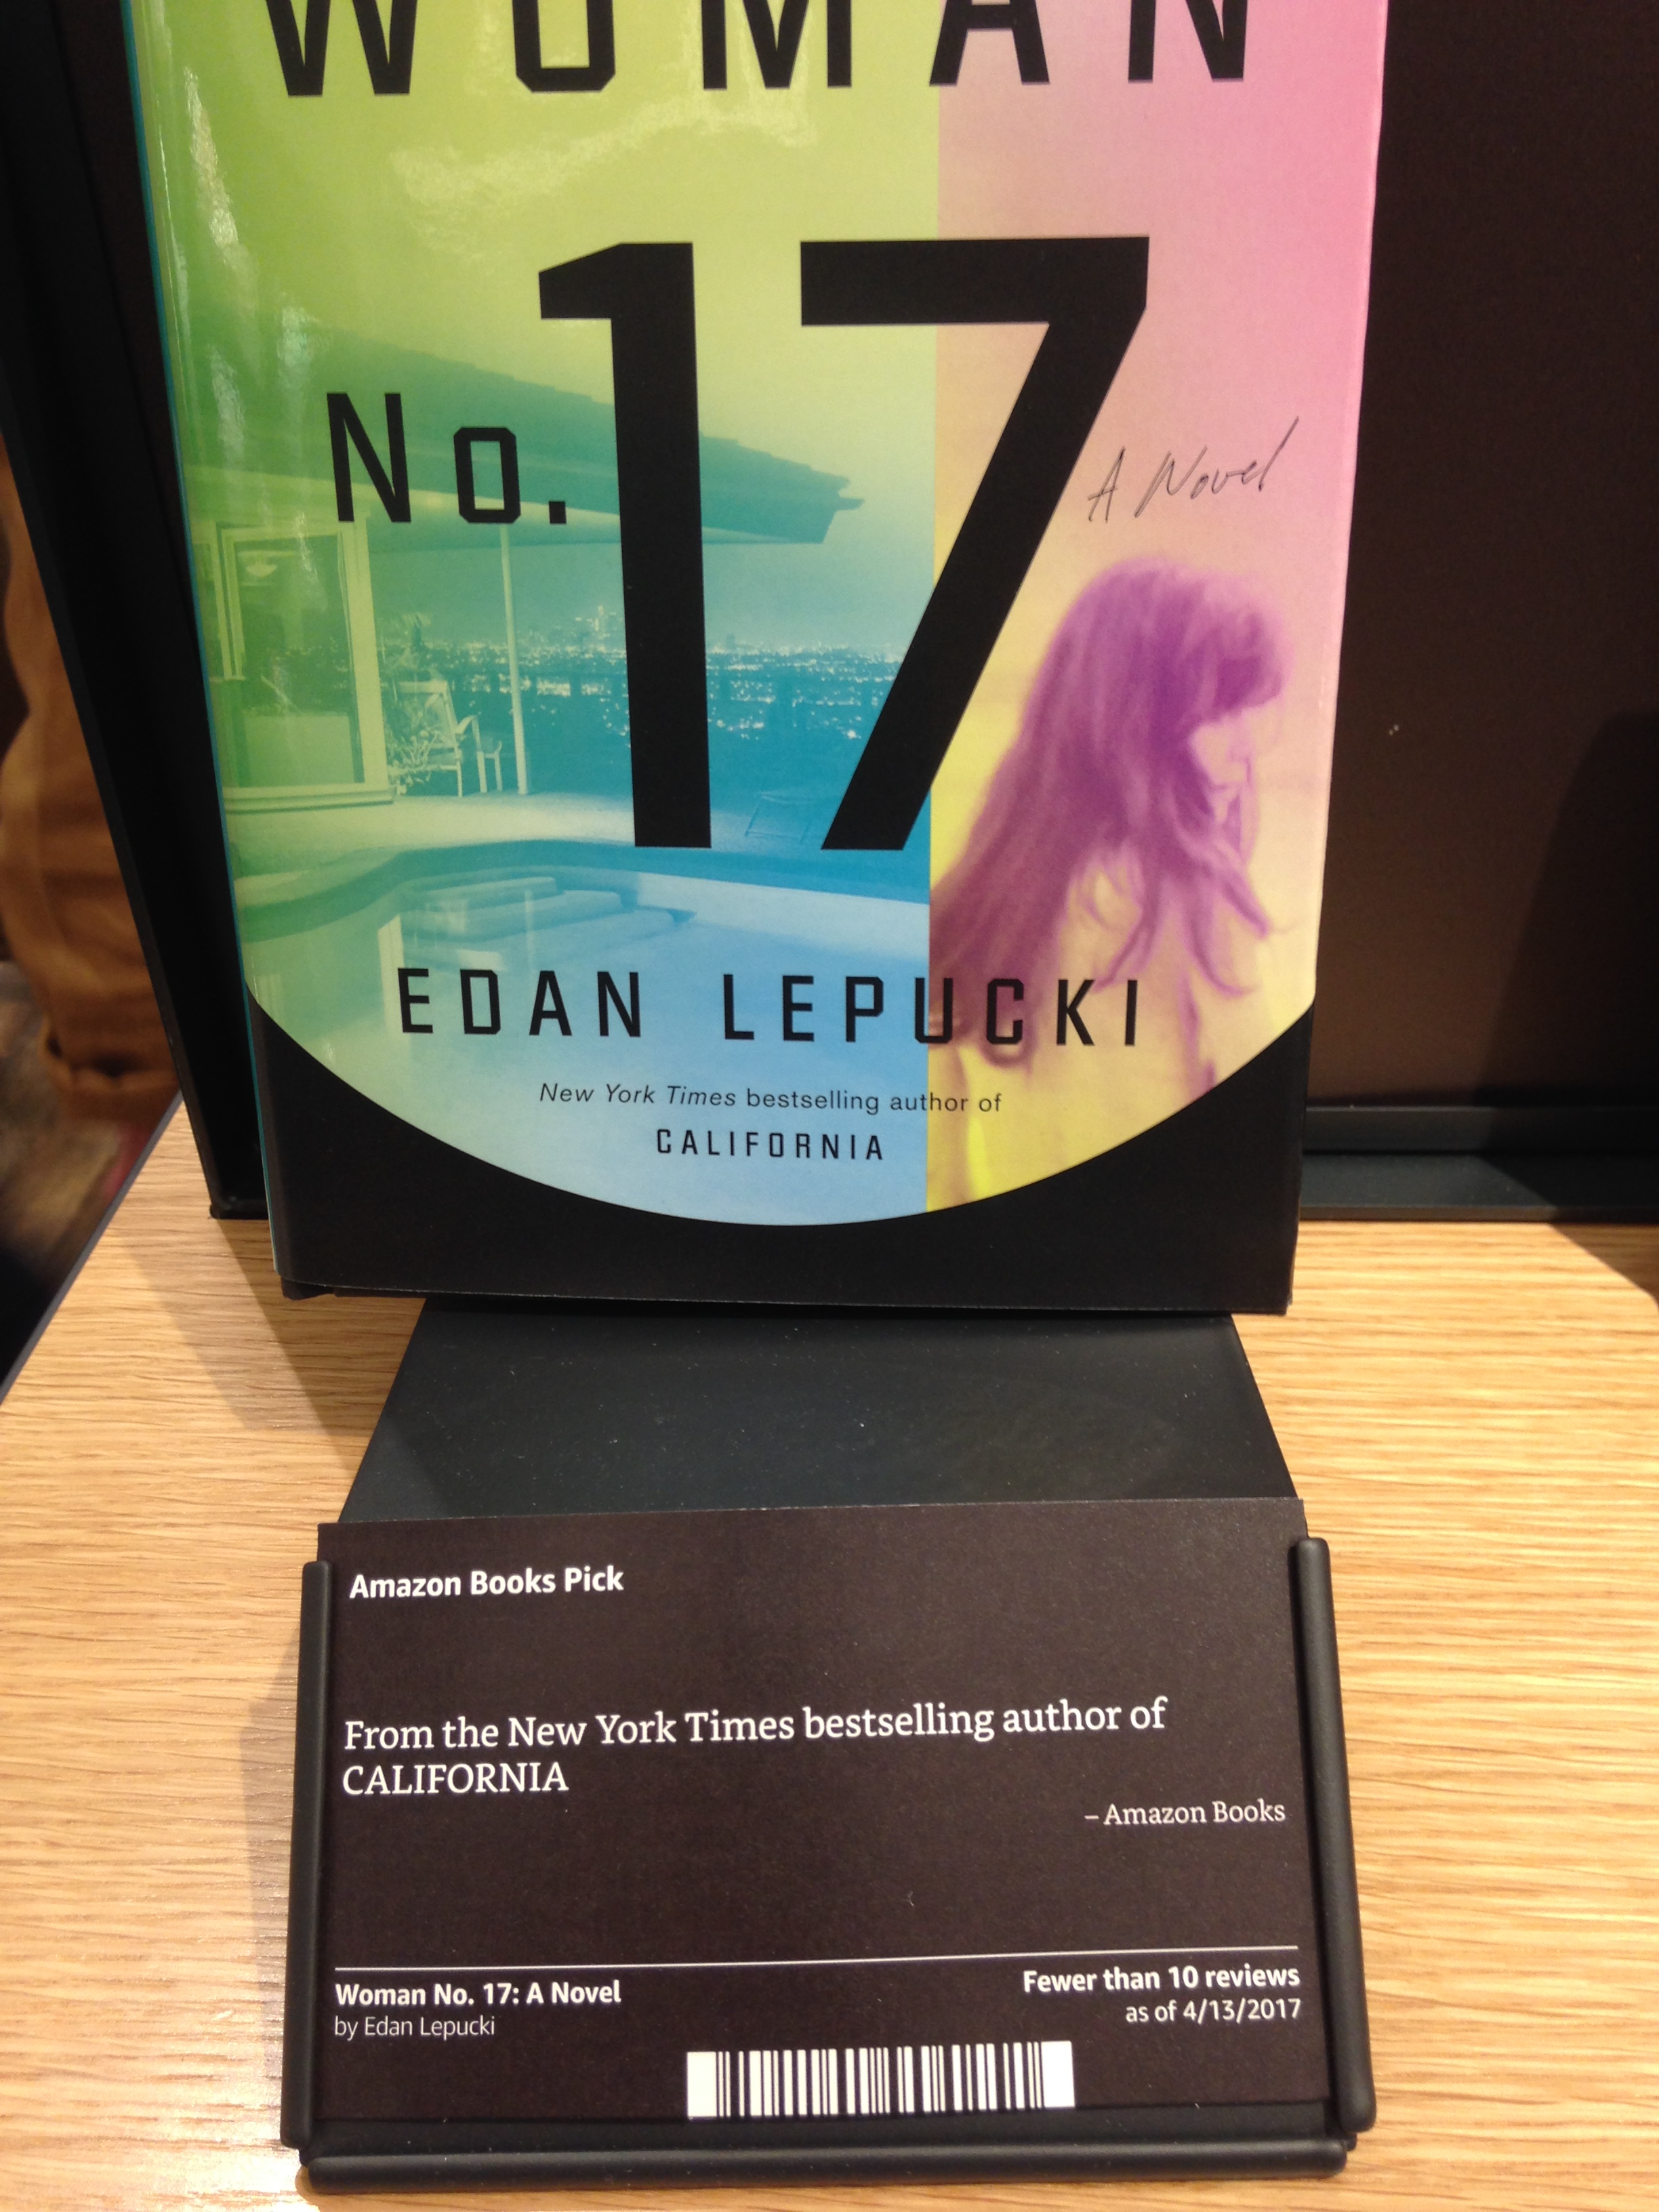 WOMAN
No. 17
A Novel
EDAN LEPUCKI
New York Times bestselling author of
CALIFORNIA
Amazon Books Pick
From the New York Times bestselling author of
CALIFORNIA
– Amazon Books
Woman No. 17: A Novel
by Edan Lepucki
Fewer than 10 reviews
as of 4/13/2017